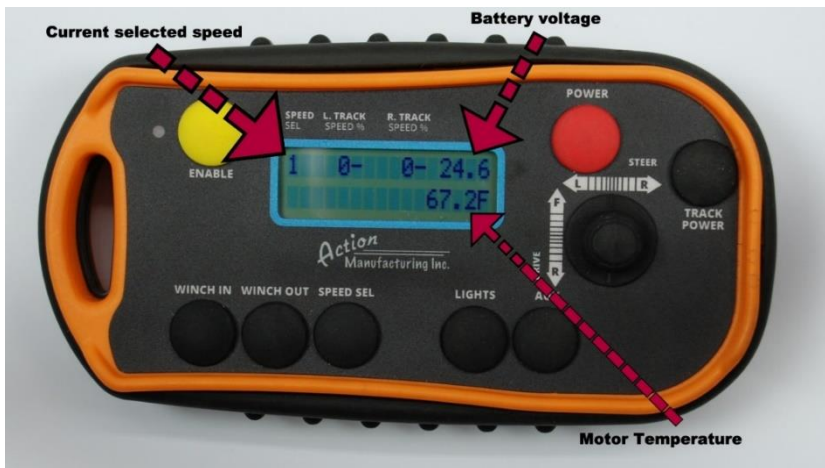 Battery voltage
Current selected speed
POWER
SPEED L. TRACK R. TRACK
SEL SPEED % SPEED %
STEER
ENABLE
1 0- 0- 24.6
67.2F
L R
F
R
TRACK
POWER
Action
Manufacturing Inc.
WINCH IN WINCH OUT SPEED SEL LIGHTS
Motor Temperature